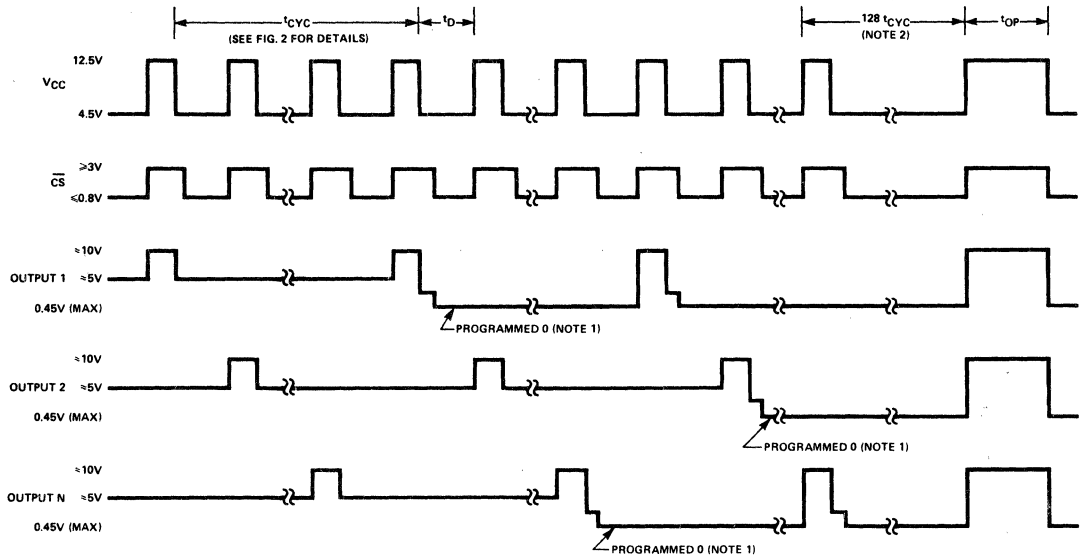 tCYC
tD
128 tCYC
tOP
(SEE FIG. 2 FOR DETAILS)
(NOTE 2)
12.5V
VCC
4.5V
≥3V
CS
≤0.8V
≈10V
OUTPUT 1 ≈5V
0.45V (MAX)
PROGRAMMED 0 (NOTE 1)
≈10V
OUTPUT 2 ≈5V
0.45V (MAX)
PROGRAMMED 0 (NOTE 1)
≈10V
OUTPUT N ≈5V
0.45V (MAX)
PROGRAMMED 0 (NOTE 1)